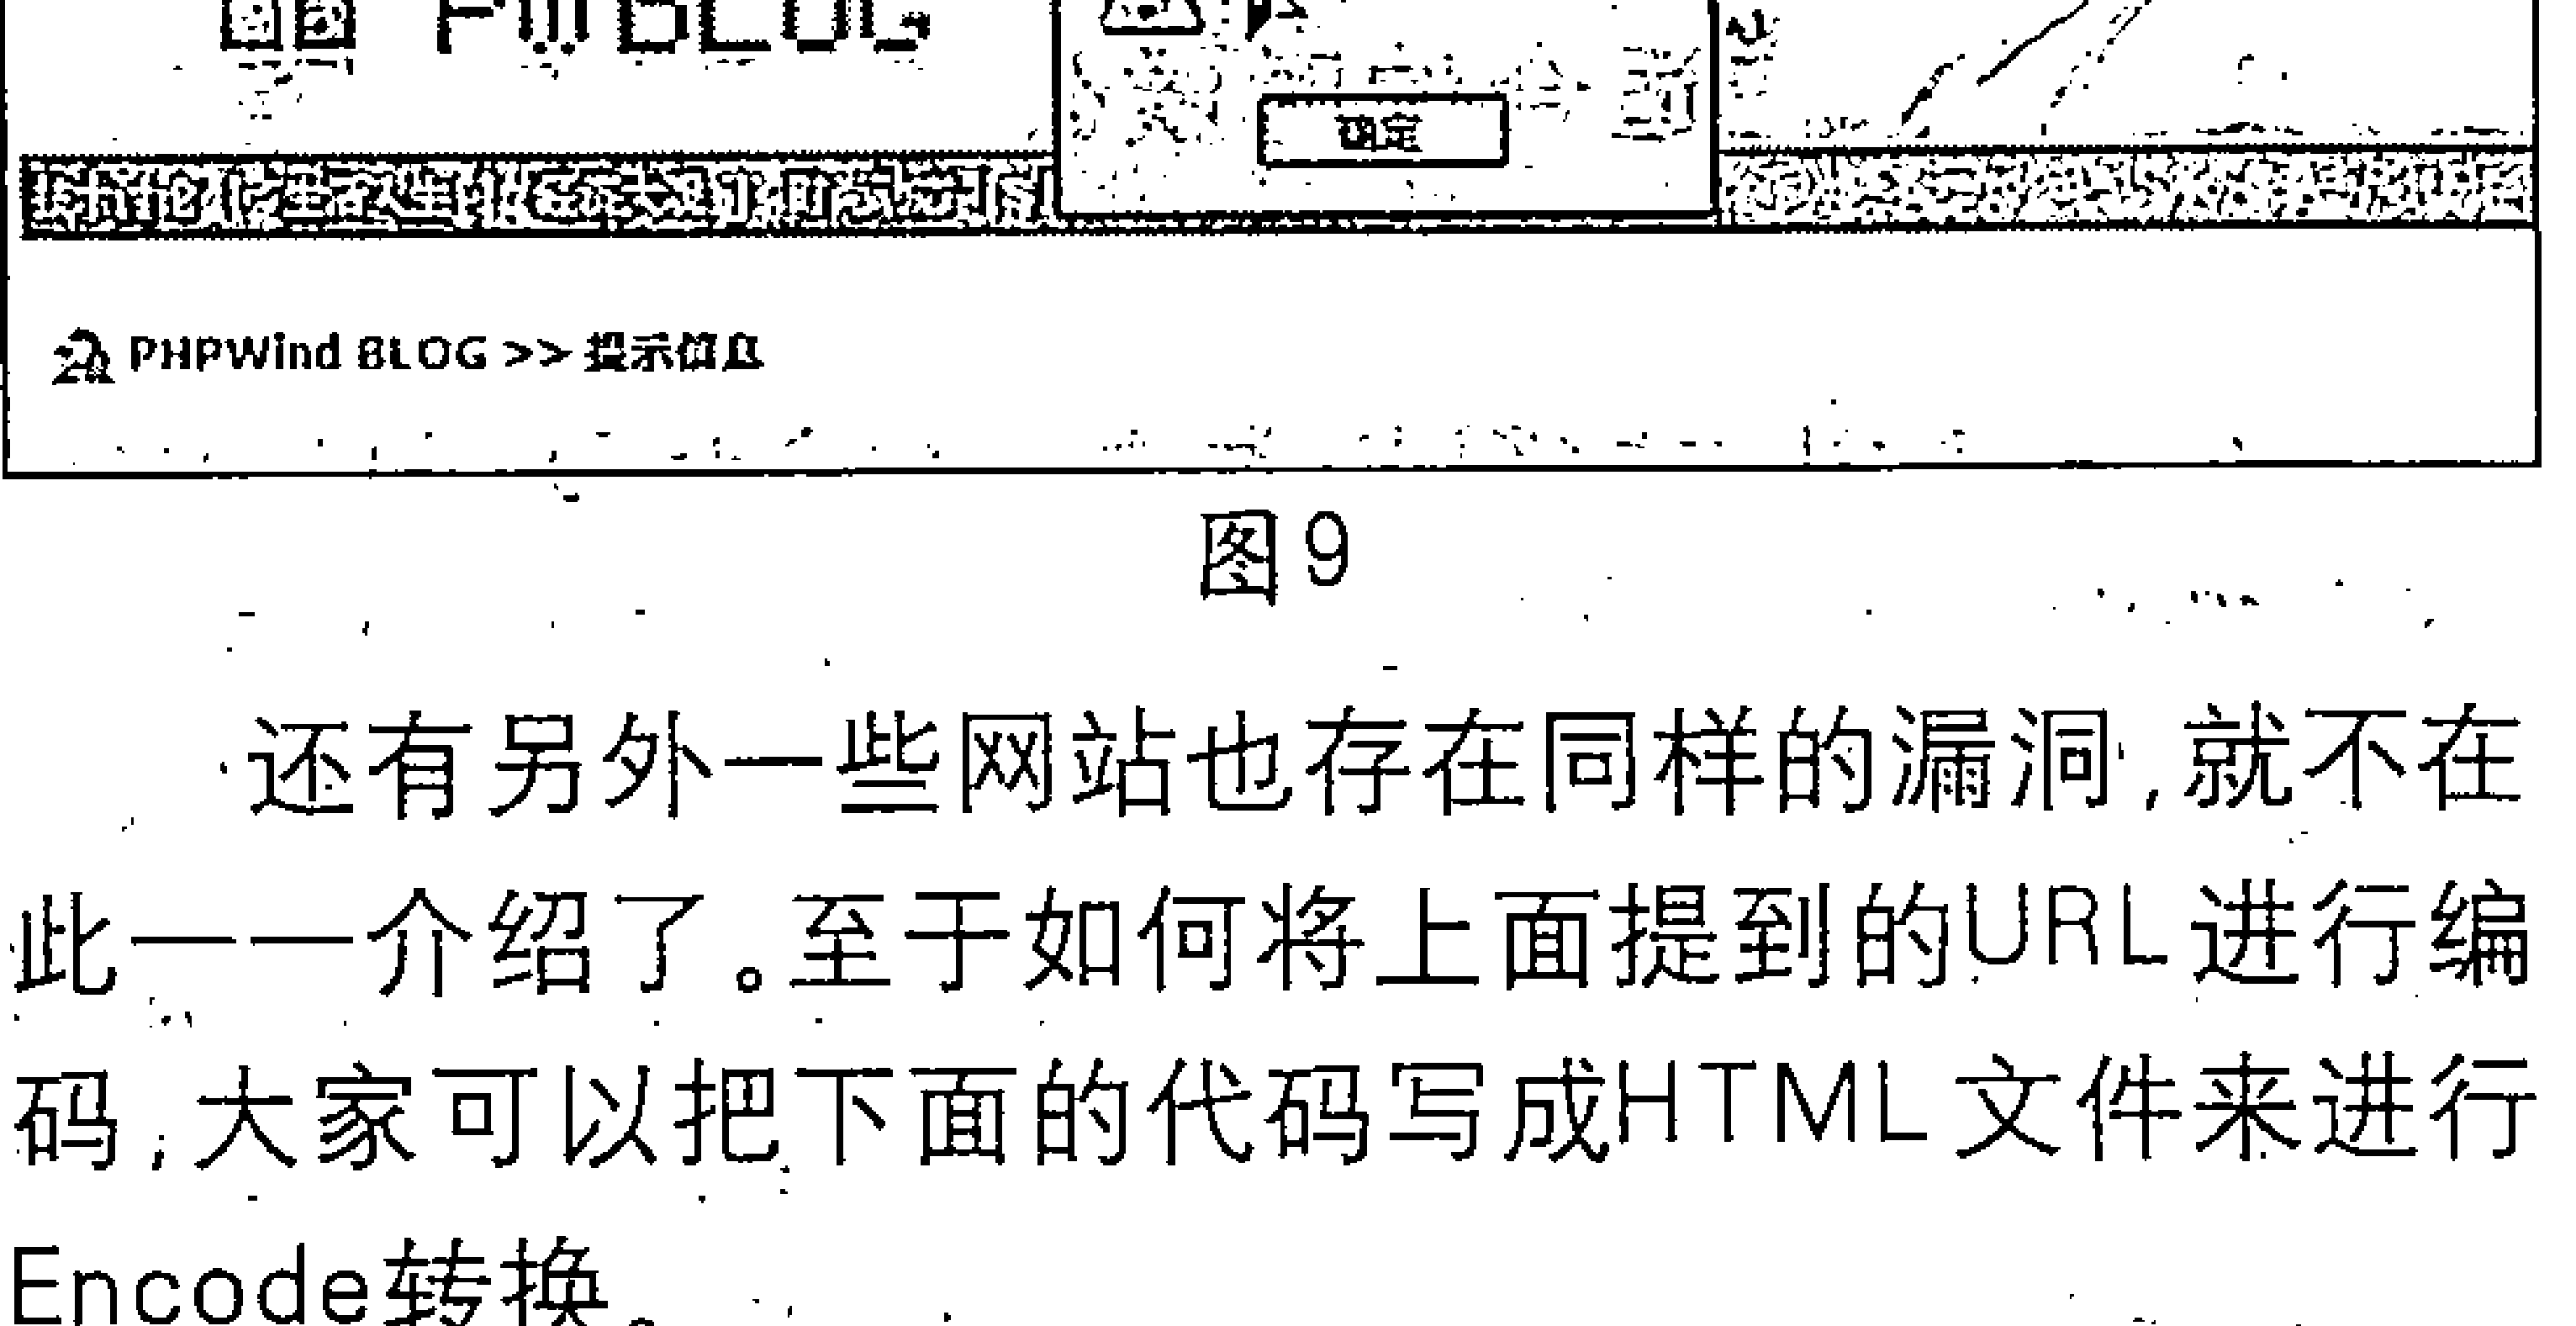 BLOG
确定
PHPWind BLOG >> 提示信息
图9
还有另外一些网站也存在同样的漏洞,就不在
此一一介绍了。至于如何将上面提到的URL进行编
码,大家可以把下面的代码写成HTML文件来进行
Encode转换。